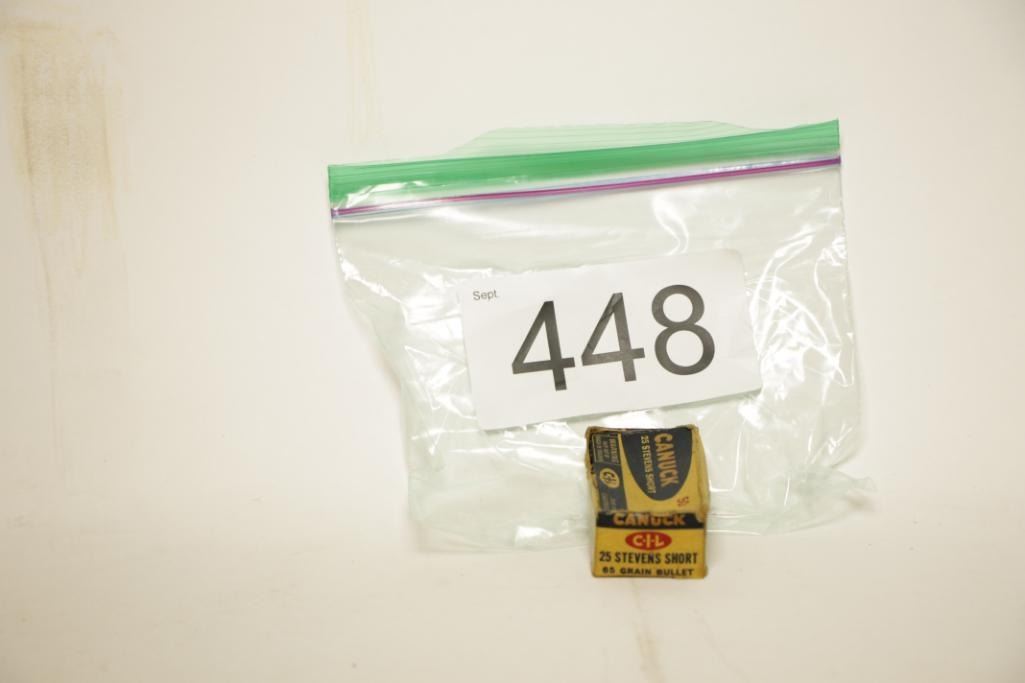 Sept.
448
CANUCK
25 STEVENS SHORT
CANUCK
C-I-L
25 STEVENS SHORT
65 GRAIN BULLET